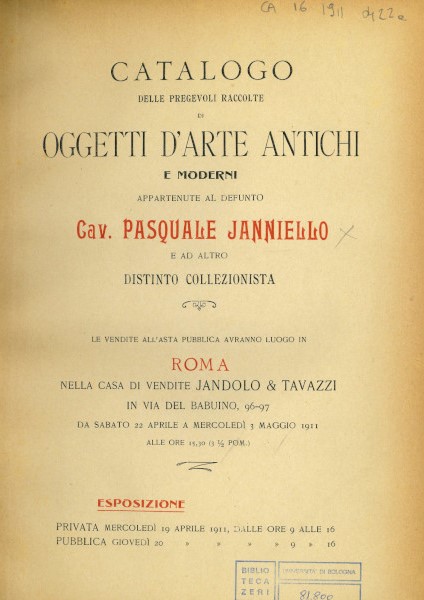 CA 16 1911 0422a
CATALOGO
DELLE PREGEVOLI RACCOLTE
DI
OGGETTI D'ARTE ANTICHI
E MODERNI
APPARTENUTE AL DEFUNTO
Cav. PASQUALE JANNIELLO
E AD ALTRO
DISTINTO COLLEZIONISTA
LE VENDITE ALL'ASTA PUBBLICA AVRANNO LUOGO IN
ROMA
NELLA CASA DI VENDITE JANDOLO & TAVAZZI
IN VIA DEL BABUINO, 96-97
DA SABATO 22 APRILE A MERCOLEDÌ 3 MAGGIO 1911
ALLE ORE 15,30 (3 ½ POM.)
ESPOSIZIONE
PRIVATA MERCOLEDÌ 19 APRILE 1911, DALLE ORE 9 ALLE 16
PUBBLICA GIOVEDÌ 20 » » » » 9 » 16
BIBLIO
TECA
ZERI
UNIVERSITÀ DI BOLOGNA
81.800